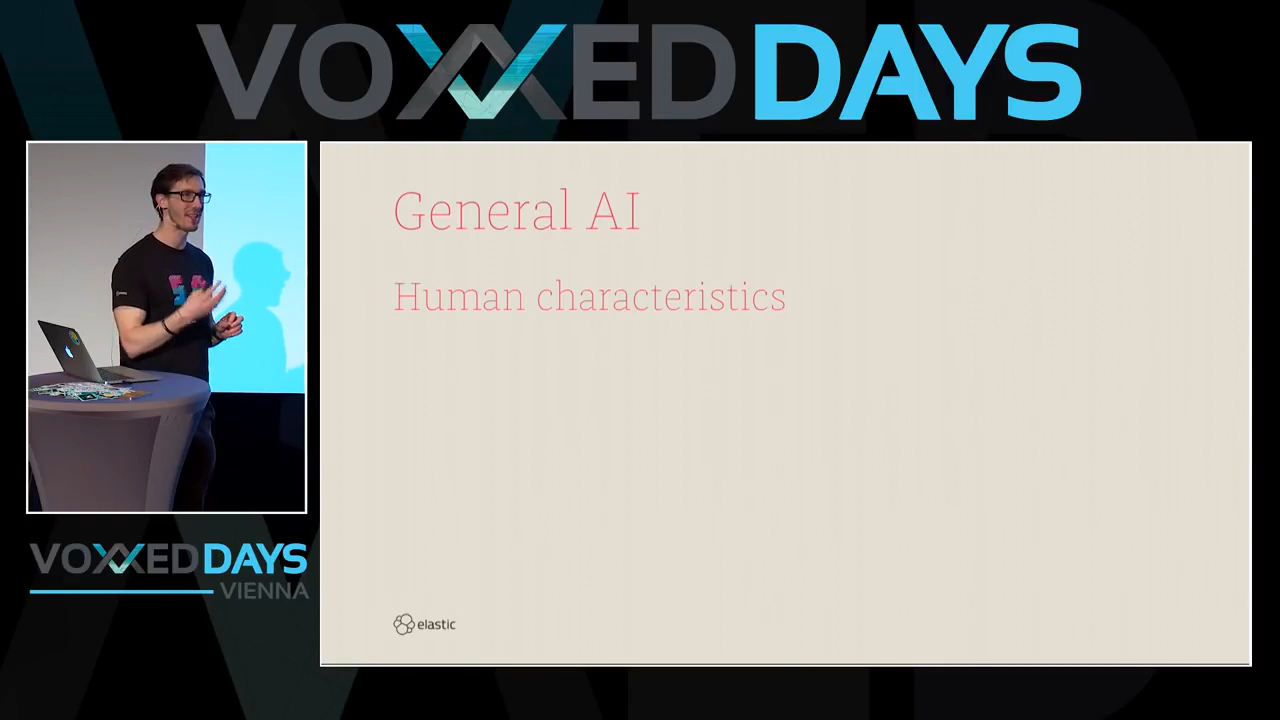 VOXXED DAYS
General AI
Human characteristics
VOXXED DAYS
VIENNA
elastic